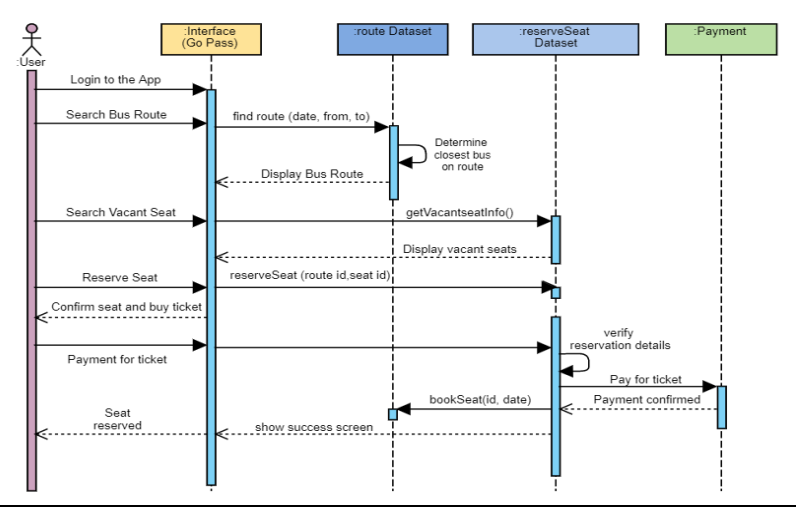 :User
:Interface
(Go Pass)
:route Dataset
:reserveSeat
Dataset
:Payment
Login to the App
Search Bus Route
find route (date, from, to)
Determine
closest bus
on route
Display Bus Route
Search Vacant Seat
getVacantseatInfo()
Display vacant seats
Reserve Seat
reserveSeat (route id,seat id)
Confirm seat and buy ticket
verify
reservation details
Payment for ticket
Pay for ticket
bookSeat(id, date)
Payment confirmed
Seat
reserved
show success screen